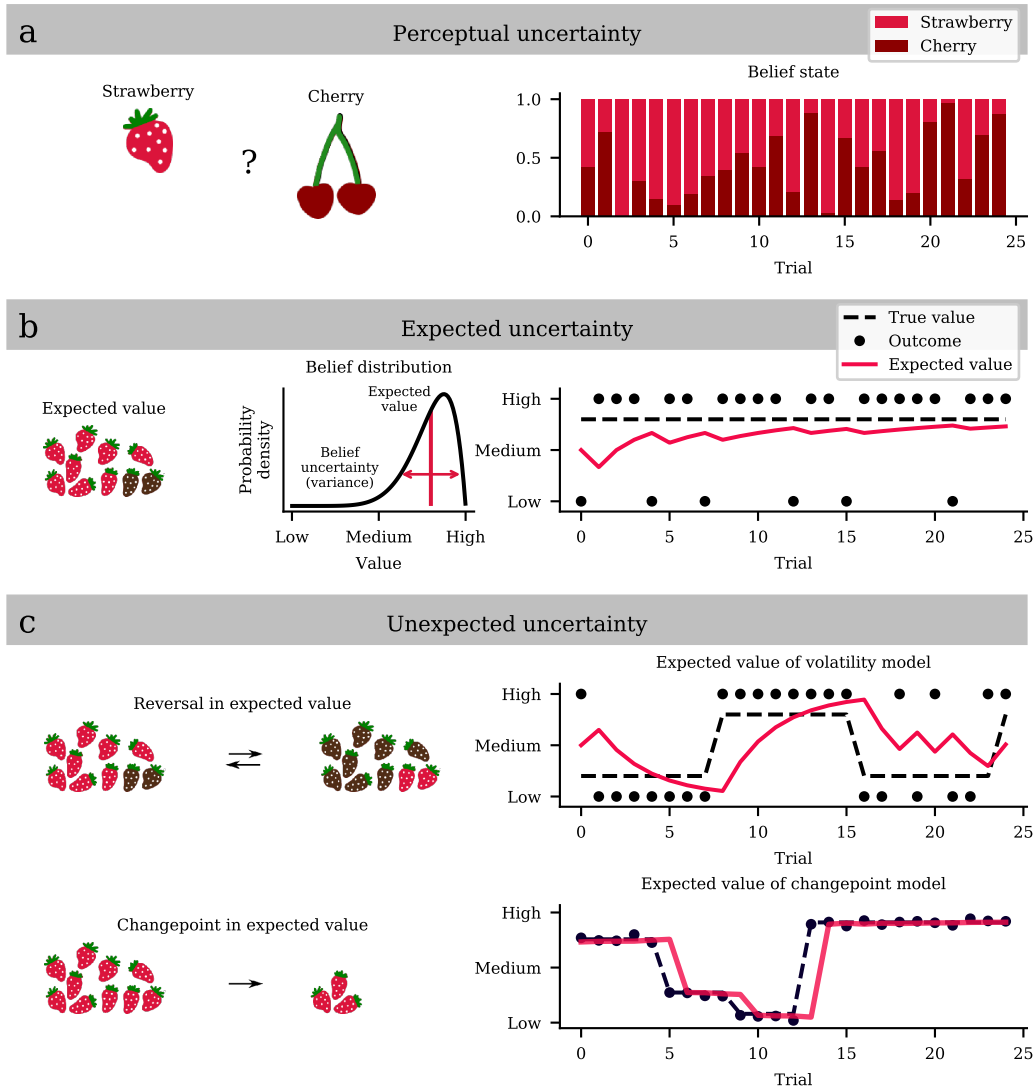 a
Perceptual uncertainty
Strawberry
Cherry
Strawberry
Cherry
?
Belief state
1.0
0.5
0.0
0 5 10 15 20 25
Trial
b
Expected uncertainty
True value
Outcome
Expected value
Expected value
Belief distribution
Probability
density
Expected
value
Belief
uncertainty
(variance)
Low Medium High
Value
High
Medium
Low
0 5 10 15 20 25
Trial
c
Unexpected uncertainty
Reversal in expected value
Expected value of volatility model
High
Medium
Low
0 5 10 15 20 25
Trial
Changepoint in expected value
Expected value of changepoint model
High
Medium
Low
0 5 10 15 20 25
Trial